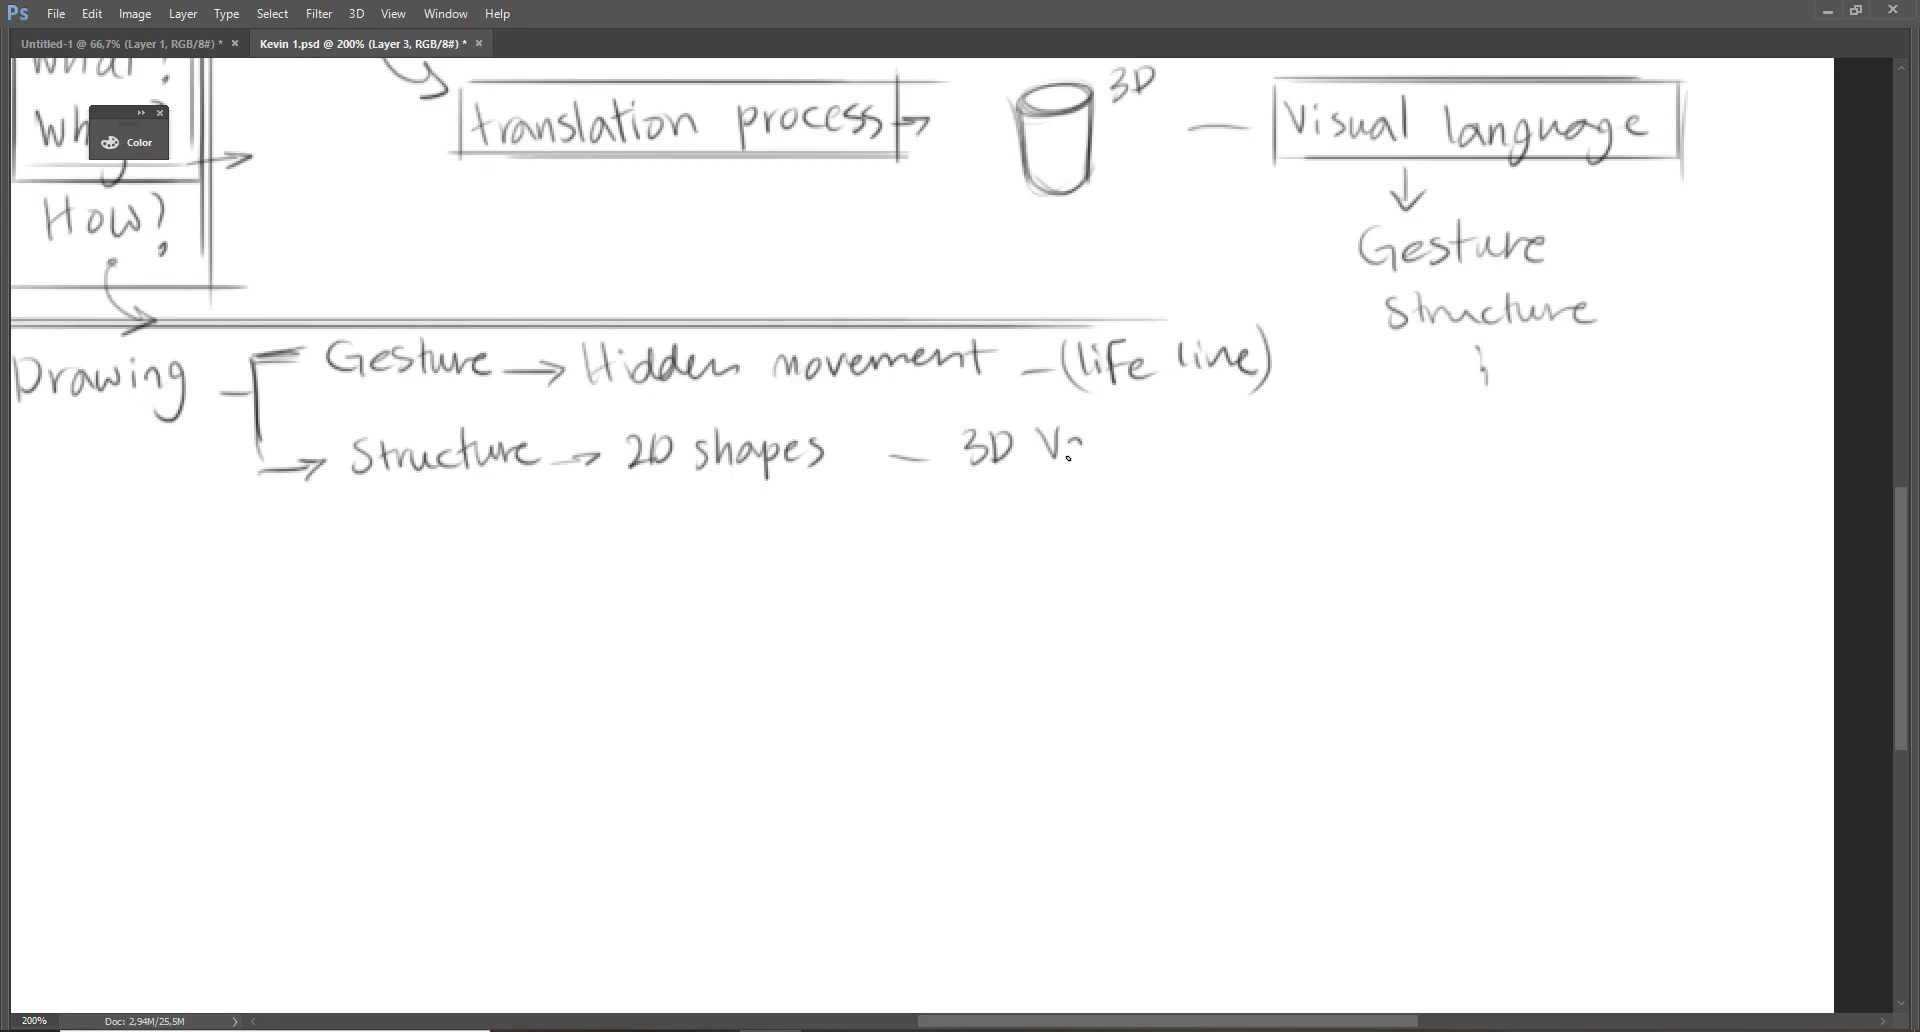 Ps File Edit Image Layer Type Select Filter 3D View Window Help
Untitled-1 @ 66,7% (Layer 1, RGB/8#) * × Kevin 1.psd @ 200% (Layer 3, RGB/8#) * ×
What?
3D
translation process
Visual language
Color
How?
Gesture
Structure
Drawing
Gesture → Hidden movement - (life line)
Structure → 2D shapes - 3D
200% Doc: 2,94M/25,5M